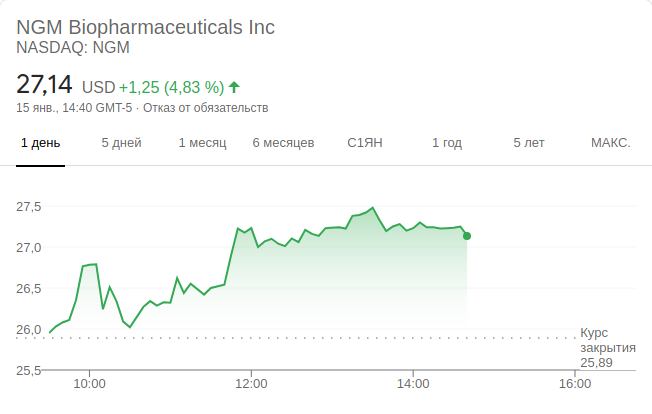 NGM Biopharmaceuticals Inc
NASDAQ: NGM
27,14 USD +1,25 (4,83 %)
15 янв., 14:40 GMT-5 · Отказ от обязательств
1 день 5 дней 1 месяц 6 месяцев С1ЯН 1 год 5 лет МАКС.
27,5
27,0
26,5
26,0
Курс
закрытия
25,89
25,5
10:00 12:00 14:00 16:00